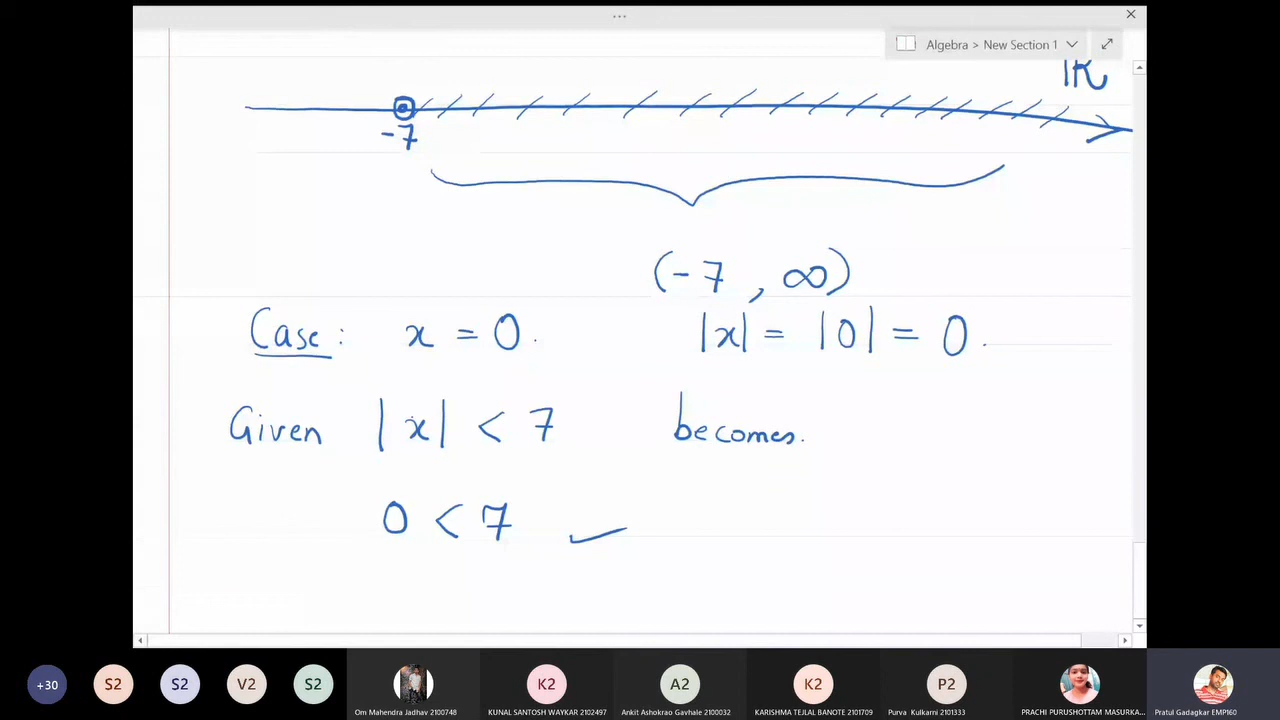 Algebra > New Section 1
ℝ
-7
(-7, ∞)
Case: x = 0. |x| = |0| = 0.
Given |x| < 7 becomes.
0 < 7 ✓
+30
S2
S2
V2
S2
K2
A2
K2
P2
Om Mahendra Jadhav 2100748
KUNAL SANTOSH WAYKAR 2102497
Ankit Ashokrao Gavhale 2100032
KARISHMA TEJLAL BANOTE 2101709
Purva Kulkarni 2101333
PRACHI PURUSHOTTAM MASURKA...
Pratul Gadagkar EMP160